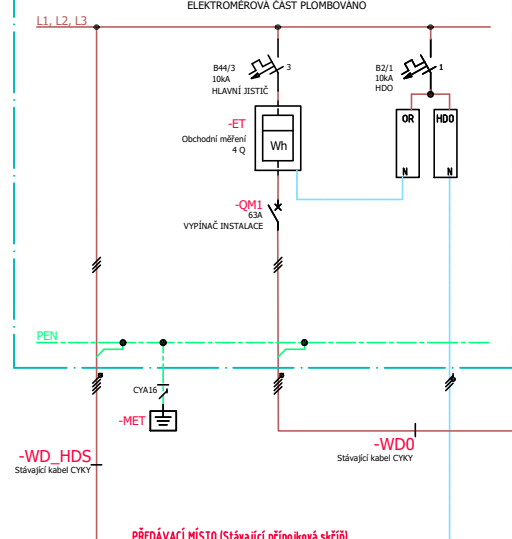 ELEKTROMĚROVÁ ČÁST PLOMBOVÁNO
L1, L2, L3
B44/3
10kA
HLAVNÍ JISTIČ
3
B2/1
10kA
HDO
1
-ET
Obchodní měření
4 Q
Wh
OR
HDO
N
N
-QM1
63A
VYPÍNAČ INSTALACE
PEN
CYA16
-MET
-WD_HDS
Stávající kabel CYKY
-WD0
Stávající kabel CYKY
PŘEDÁVACÍ MÍSTO (Stávající přípojková skříň)